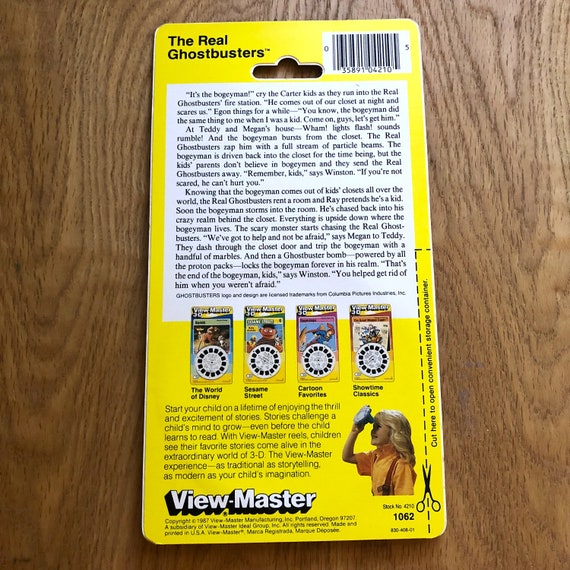 The Real
Ghostbusters™
0
35891 04210
5
"It's the bogeyman!" cry the Carter kids as they run into the Real
Ghostbusters' fire station. "He comes out of our closet at night and
scares us." Egon things for a while—"You know, the bogeyman did
the same thing to me when I was a kid. Come on, guys, let's get him."
At Teddy and Megan's house—Wham! lights flash! sounds
rumble! And the bogeyman bursts from the closet. The Real
Ghostbusters zap him with a full stream of particle beams. The
Bogeyman is driven back into the closet for the time being, but the
kids' parents don't believe in bogeymen and they send the Real
Ghostbusters away. "Remember, kids," says Winston. "If you're not
scared, he can't hurt you."
Knowing that the bogeyman comes out of kids' closets all over the
world, the Real Ghostbusters rent a room and Ray pretends he's a kid.
Soon the bogeyman storms into the room. He's chased back into his
crazy realm behind the closet. Everything is upside down where the
bogeyman lives. The scary monster starts chasing the Real Ghost-
busters. "We've got to help and not be afraid," says Megan to Teddy.
They dash through the closet door and trip the bogeyman with a
handful of marbles. And then a Ghostbuster bomb—powered by all
the proton packs—locks the bogeyman forever in his realm. "That's
the end of the bogeyman, kids," says Winston. "You helped get rid of
him when you weren't afraid."
GHOSTBUSTERS logo and design are licensed trademarks from Columbia Pictures Industries, Inc.
View-Master
3D
View-Master
View-Master
3D
View-Master
3D
The World
of Disney
Sesame
Street
Cartoon
Favorites
Showtime
Classics
Start your child on a lifetime of enjoying the thrill
and excitement of stories. Stories challenge a
child's mind to grow—even before the child
learns to read. With View-Master reels, children
see their favorite stories come alive in the
extraordinary world of 3-D. The View-Master
experience—as traditional as storytelling,
as modern as your child's imagination.
View-Master®
Copyright © 1987 View-Master Manufacturing, Inc. Portland, Oregon 97207.
A subsidiary of View-Master Ideal Group, Inc. All rights reserved. Made and
printed in U.S.A. View-Master®. Marca Registrada, Marque Déposée.
Stock No. 4210
1062
830-408-01
Cut here to open convenient storage container.